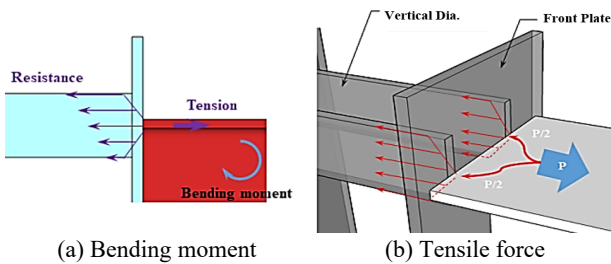 Resistance
Tension
Bending moment
(a) Bending moment
Vertical Dia.
Front Plate
P/2
P
P/2
(b) Tensile force